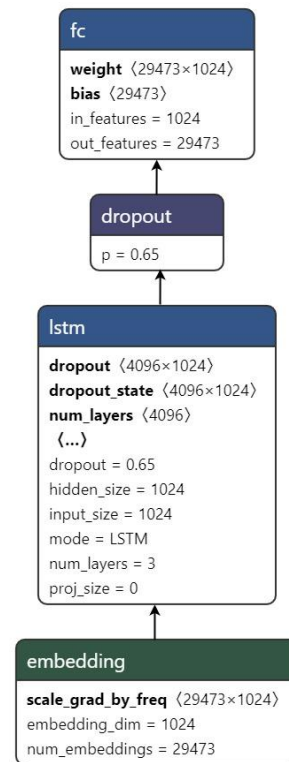 fc
weight ⟨29473×1024⟩
bias ⟨29473⟩
in_features = 1024
out_features = 29473
dropout
p = 0.65
lstm
dropout ⟨4096×1024⟩
dropout_state ⟨4096×1024⟩
num_layers ⟨4096⟩
⟨...⟩
dropout = 0.65
hidden_size = 1024
input_size = 1024
mode = LSTM
num_layers = 3
proj_size = 0
embedding
scale_grad_by_freq ⟨29473×1024⟩
embedding_dim = 1024
num_embeddings = 29473